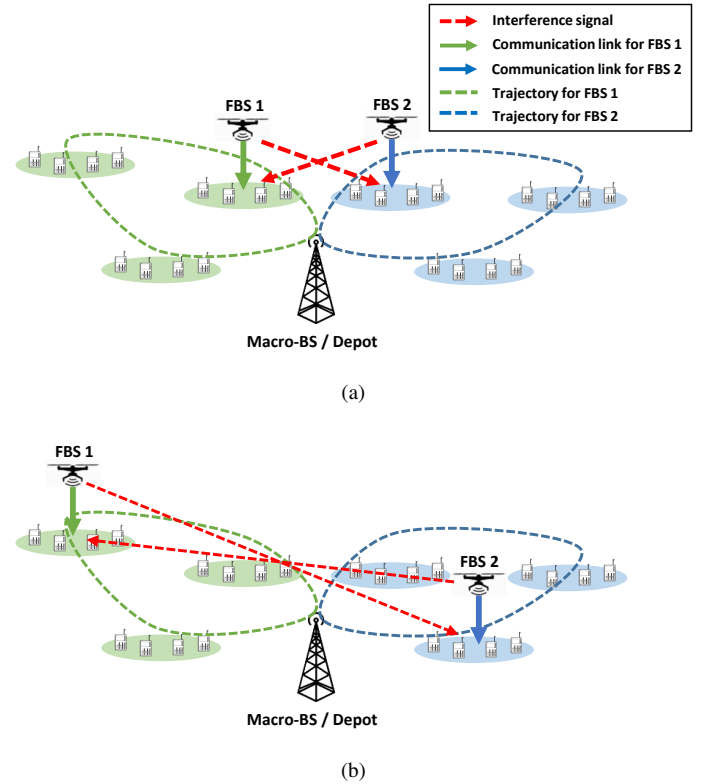 Interference signal
Communication link for FBS 1
Communication link for FBS 2
Trajectory for FBS 1
Trajectory for FBS 2
FBS 1
FBS 2
Macro-BS / Depot
(a)
FBS 1
FBS 2
Macro-BS / Depot
(b)